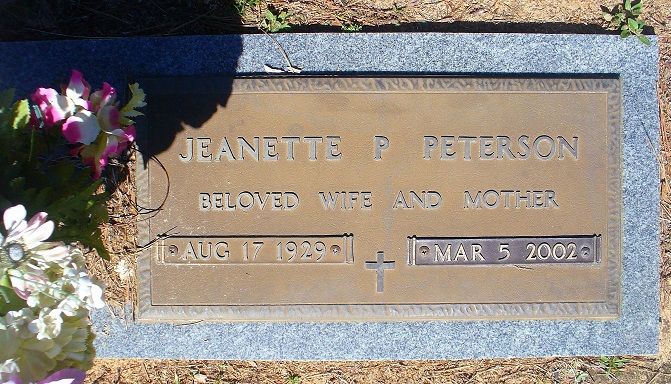 JEANETTE P PETERSON
BELOVED WIFE AND MOTHER
AUG 17 1929 MAR 5 2002